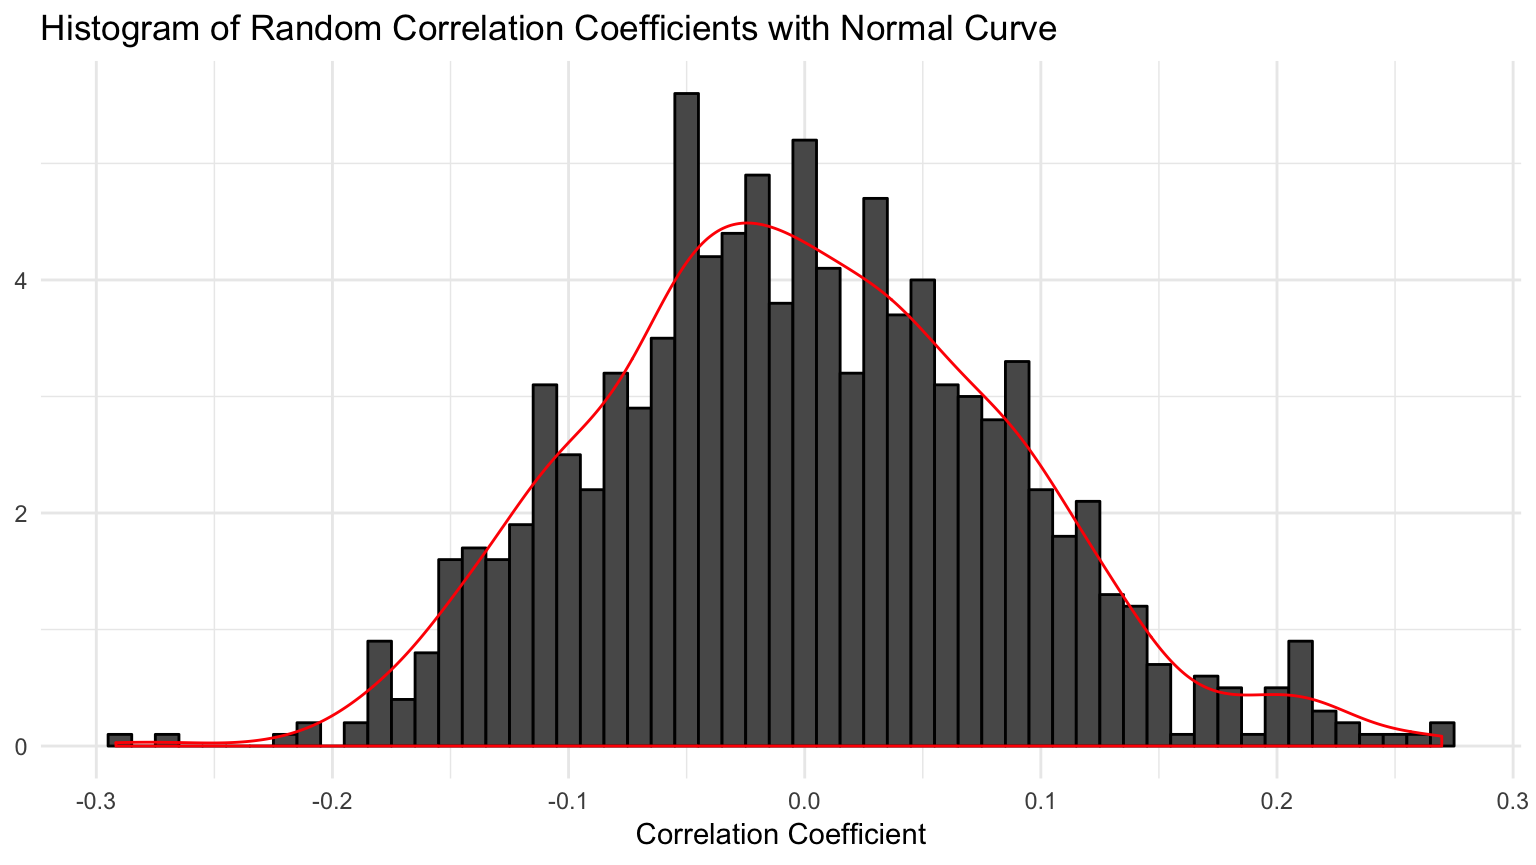 Histogram of Random Correlation Coefficients with Normal Curve
4
2
0
-0.3 -0.2 -0.1 0.0 0.1 0.2 0.3
Correlation Coefficient